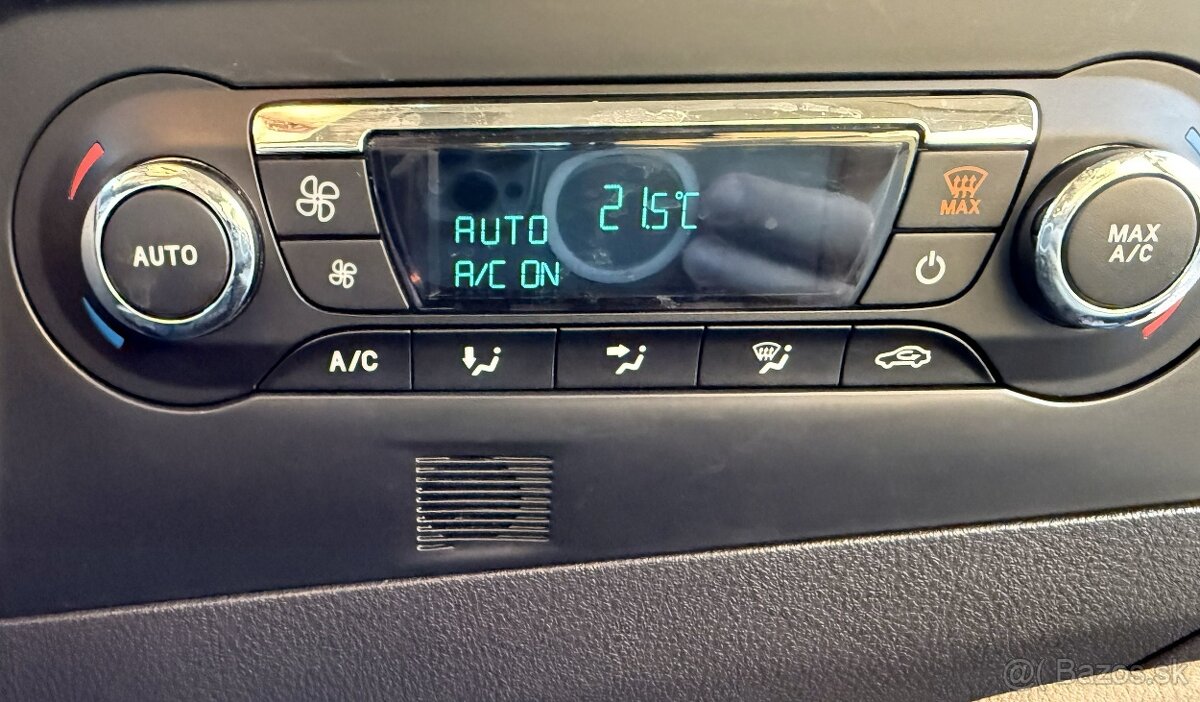 AUTO
AUTO 21.5°C
A/C ON
MAX
MAX
A/C
A/C
@( Bazos.sk